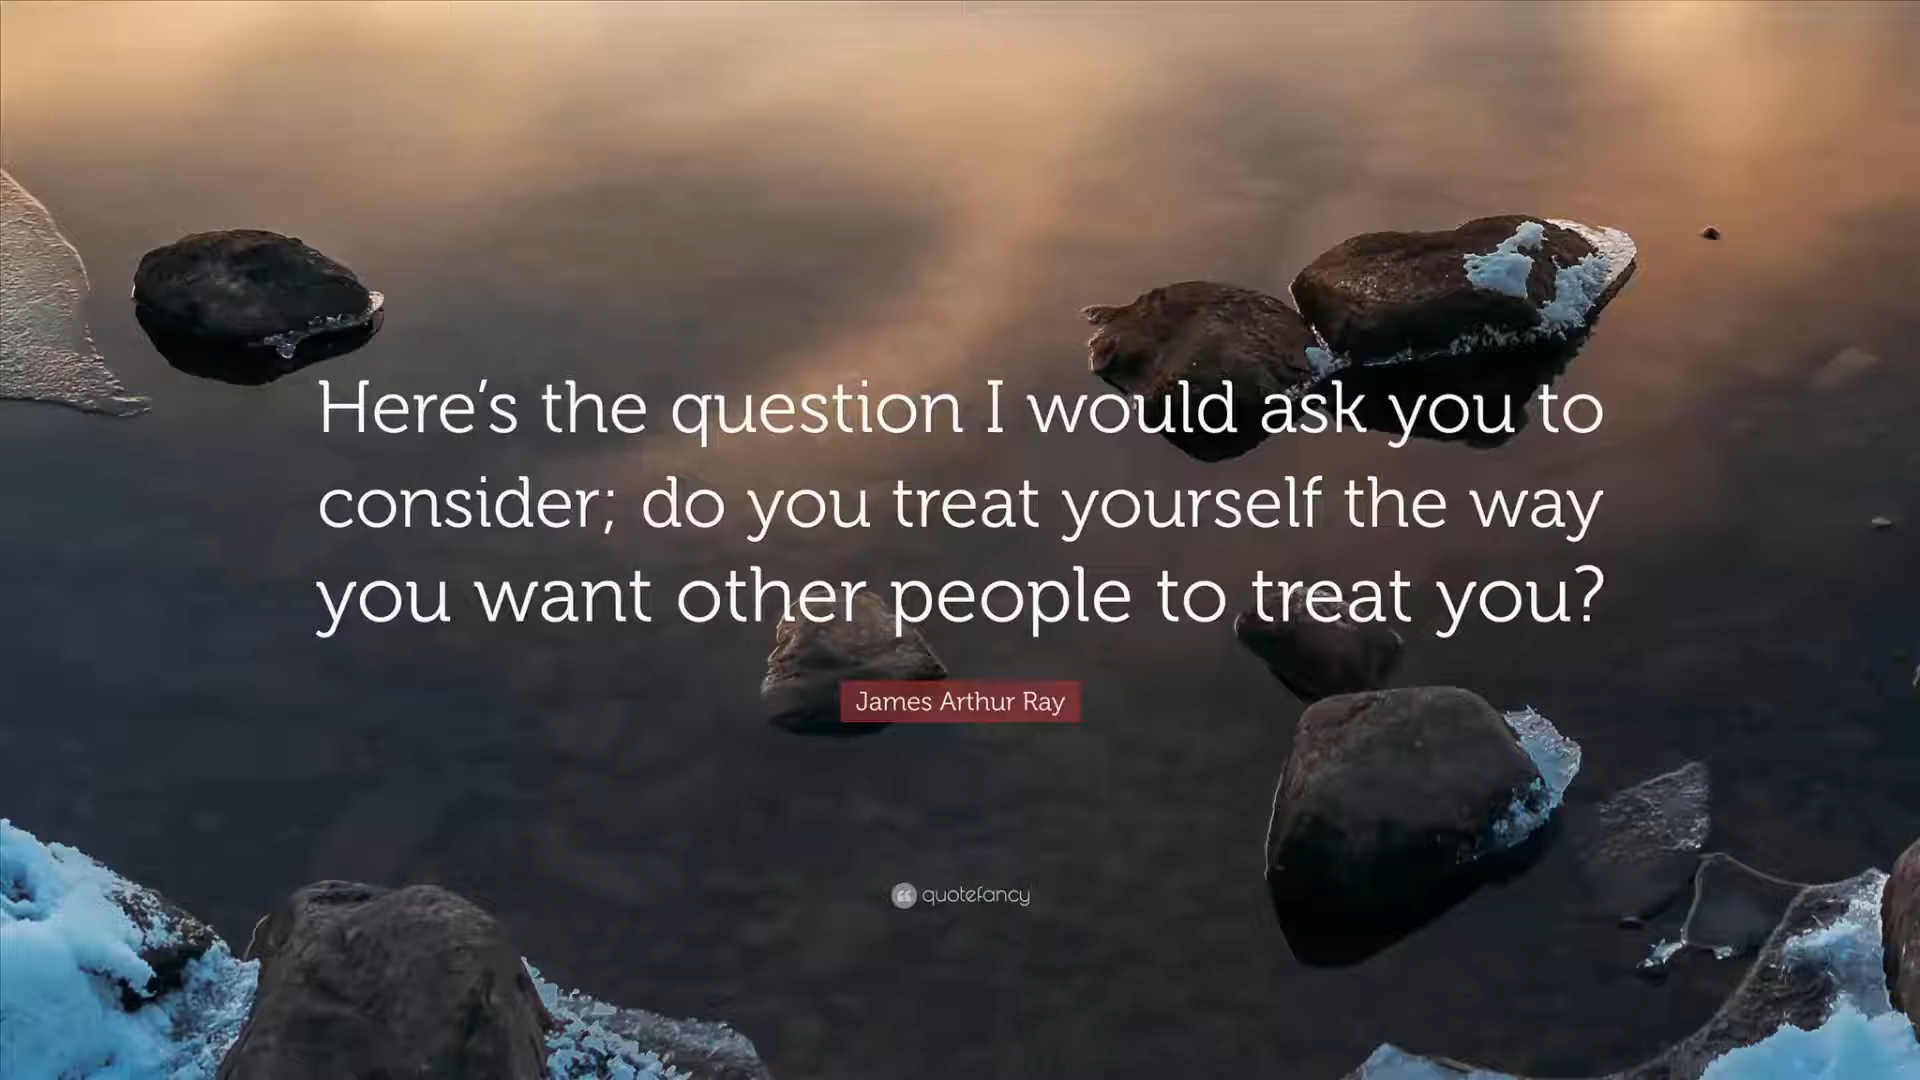 Here’s the question I would ask you to
consider; do you treat yourself the way
you want other people to treat you?
James Arthur Ray
quotefancy